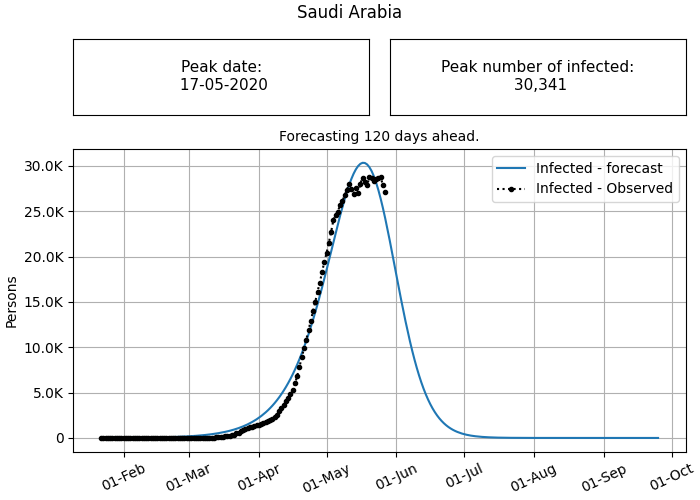 Saudi Arabia
Peak date:
17-05-2020
Peak number of infected:
30,341
Forecasting 120 days ahead.
Infected - forecast
Infected - Observed
Persons
30.0K
25.0K
20.0K
15.0K
10.0K
5.0K
0
01-Feb
01-Mar
01-Apr
01-May
01-Jun
01-Jul
01-Aug
01-Sep
01-Oct